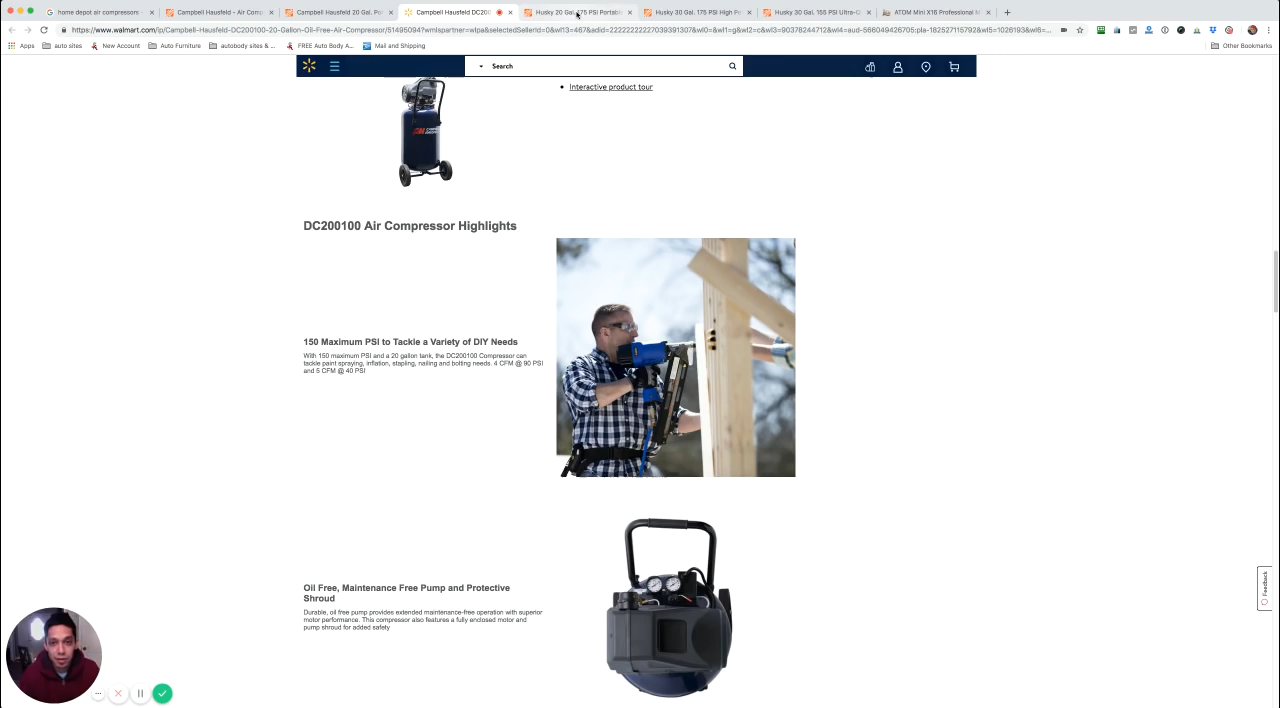 home depot air compressors -
Campbell Hausfeld - Air Comp
Campbell Hausfeld 20 Gal. Po
Campbell Hausfeld DC200
Husky 20 Gal. 175 PSI Portabl
Husky 30 Gal. 175 PSI High Pe
Husky 30 Gal. 155 PSI Ultra-Q
ATOM Mini X16 Professional M
Apps
auto sites
New Account
Auto Furniture
autobody sites & ...
FREE Auto Body A...
Mail and Shipping
Other Bookmarks
Search
Interactive product tour
DC200100 Air Compressor Highlights
150 Maximum PSI to Tackle a Variety of DIY Needs
With 150 maximum PSI and a 20 gallon tank, the DC200100 Compressor can
tackle paint spraying, inflation, stapling, nailing and bolting needs. 4 CFM @ 90 PSI
and 5 CFM @ 40 PSI
Oil Free, Maintenance Free Pump and Protective
Shroud
Durable, oil free pump provides extended maintenance-free operation with superior
motor performance. This compressor also features a fully enclosed motor and
pump shroud for added safety
Feedback